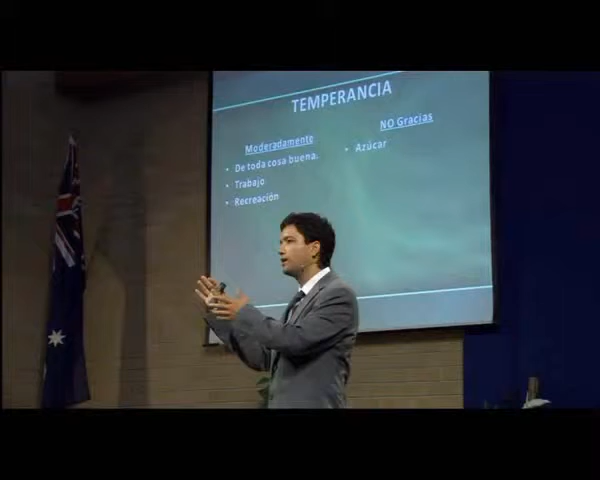 TEMPERANCIA
Moderadamente
• De toda cosa buena.
• Trabajo
• Recreación
NO Gracias
• Azúcar